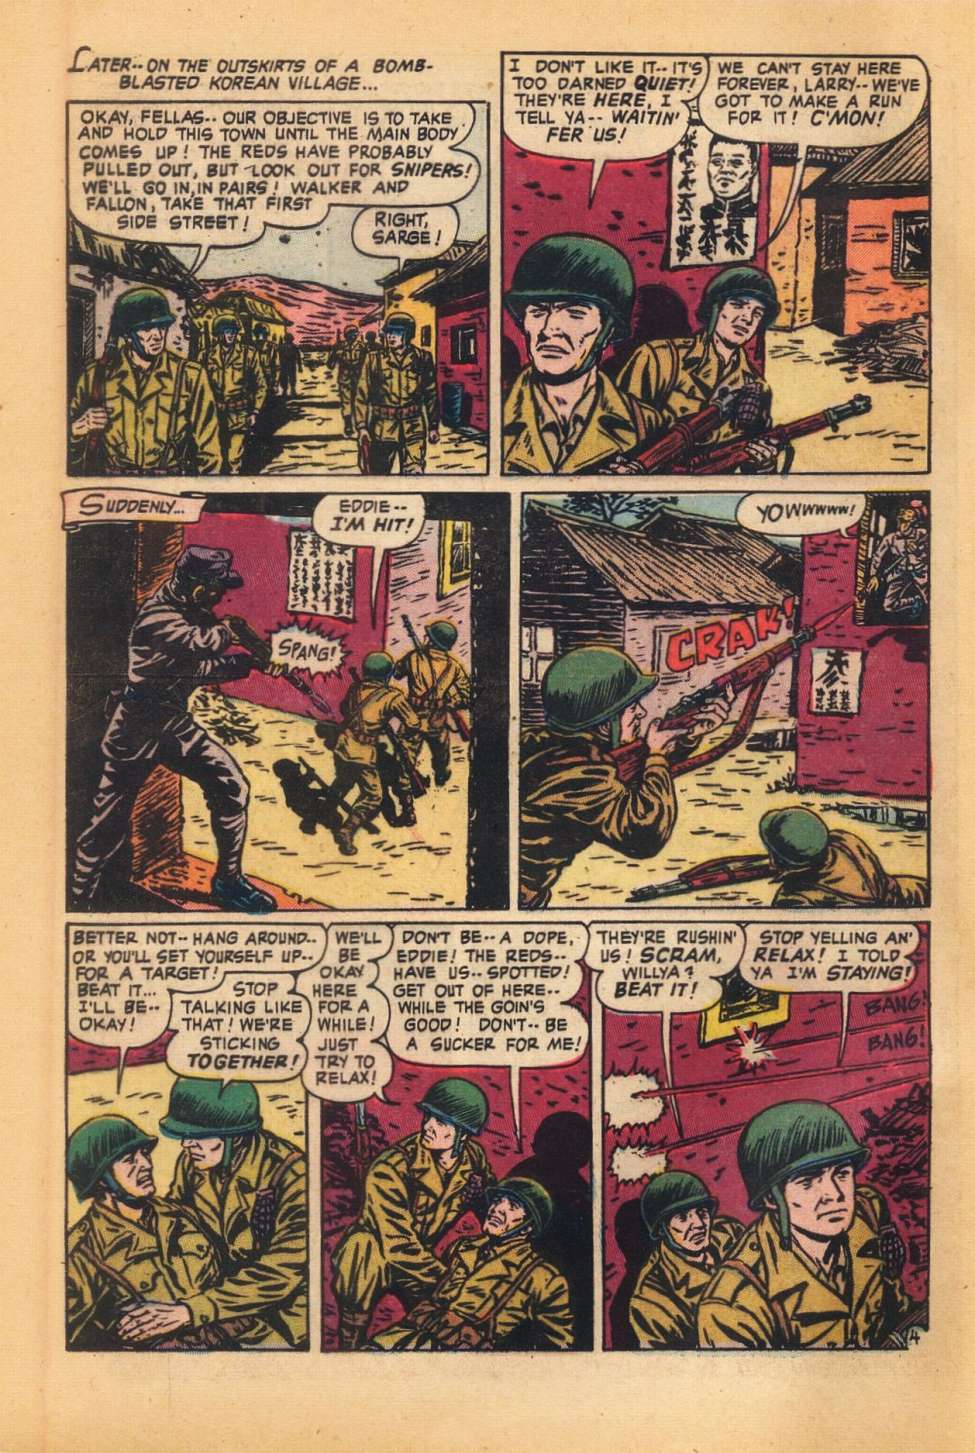 LATER--ON THE OUTSKIRTS OF A BOMB-
BLASTED KOREAN VILLAGE...
OKAY, FELLAS-- OUR OBJECTIVE IS TO TAKE
AND HOLD THIS TOWN UNTIL THE MAIN BODY
COMES UP! THE REDS HAVE PROBABLY
PULLED OUT, BUT LOOK OUT FOR SNIPERS!
WE'LL GO IN, IN PAIRS! WALKER AND
FALLON, TAKE THAT FIRST
SIDE STREET!
RIGHT,
SARGE!
I DON'T LIKE IT-- IT'S
TOO DARNED QUIET!
THEY'RE HERE, I
TELL YA-- WAITIN'
FER US!
WE CAN'T STAY HERE
FOREVER, LARRY-- WE'VE
GOT TO MAKE A RUN
FOR IT! C'MON!
SUDDENLY...
EDDIE--
I'M HIT!
SPANG!
YOWWWWW!
CRAK!
BETTER NOT-- HANG AROUND--
OR YOU'LL SET YOURSELF UP--
FOR A TARGET!
BEAT IT...
I'LL BE--
OKAY!
STOP
TALKING LIKE
THAT! WE'RE
STICKING
TOGETHER!
WE'LL
BE
OKAY
HERE
FOR A
WHILE!
JUST
TRY TO
RELAX!
DON'T BE-- A DOPE,
EDDIE! THE REDS--
HAVE US-- SPOTTED!
GET OUT OF HERE--
WHILE THE GOIN'S
GOOD! DON'T-- BE
A SUCKER FOR ME!
THEY'RE RUSHIN'
US! SCRAM,
WILLYA?
BEAT IT!
STOP YELLING AN'
RELAX! I TOLD
YA I'M STAYING!
BANG!
BANG!
4